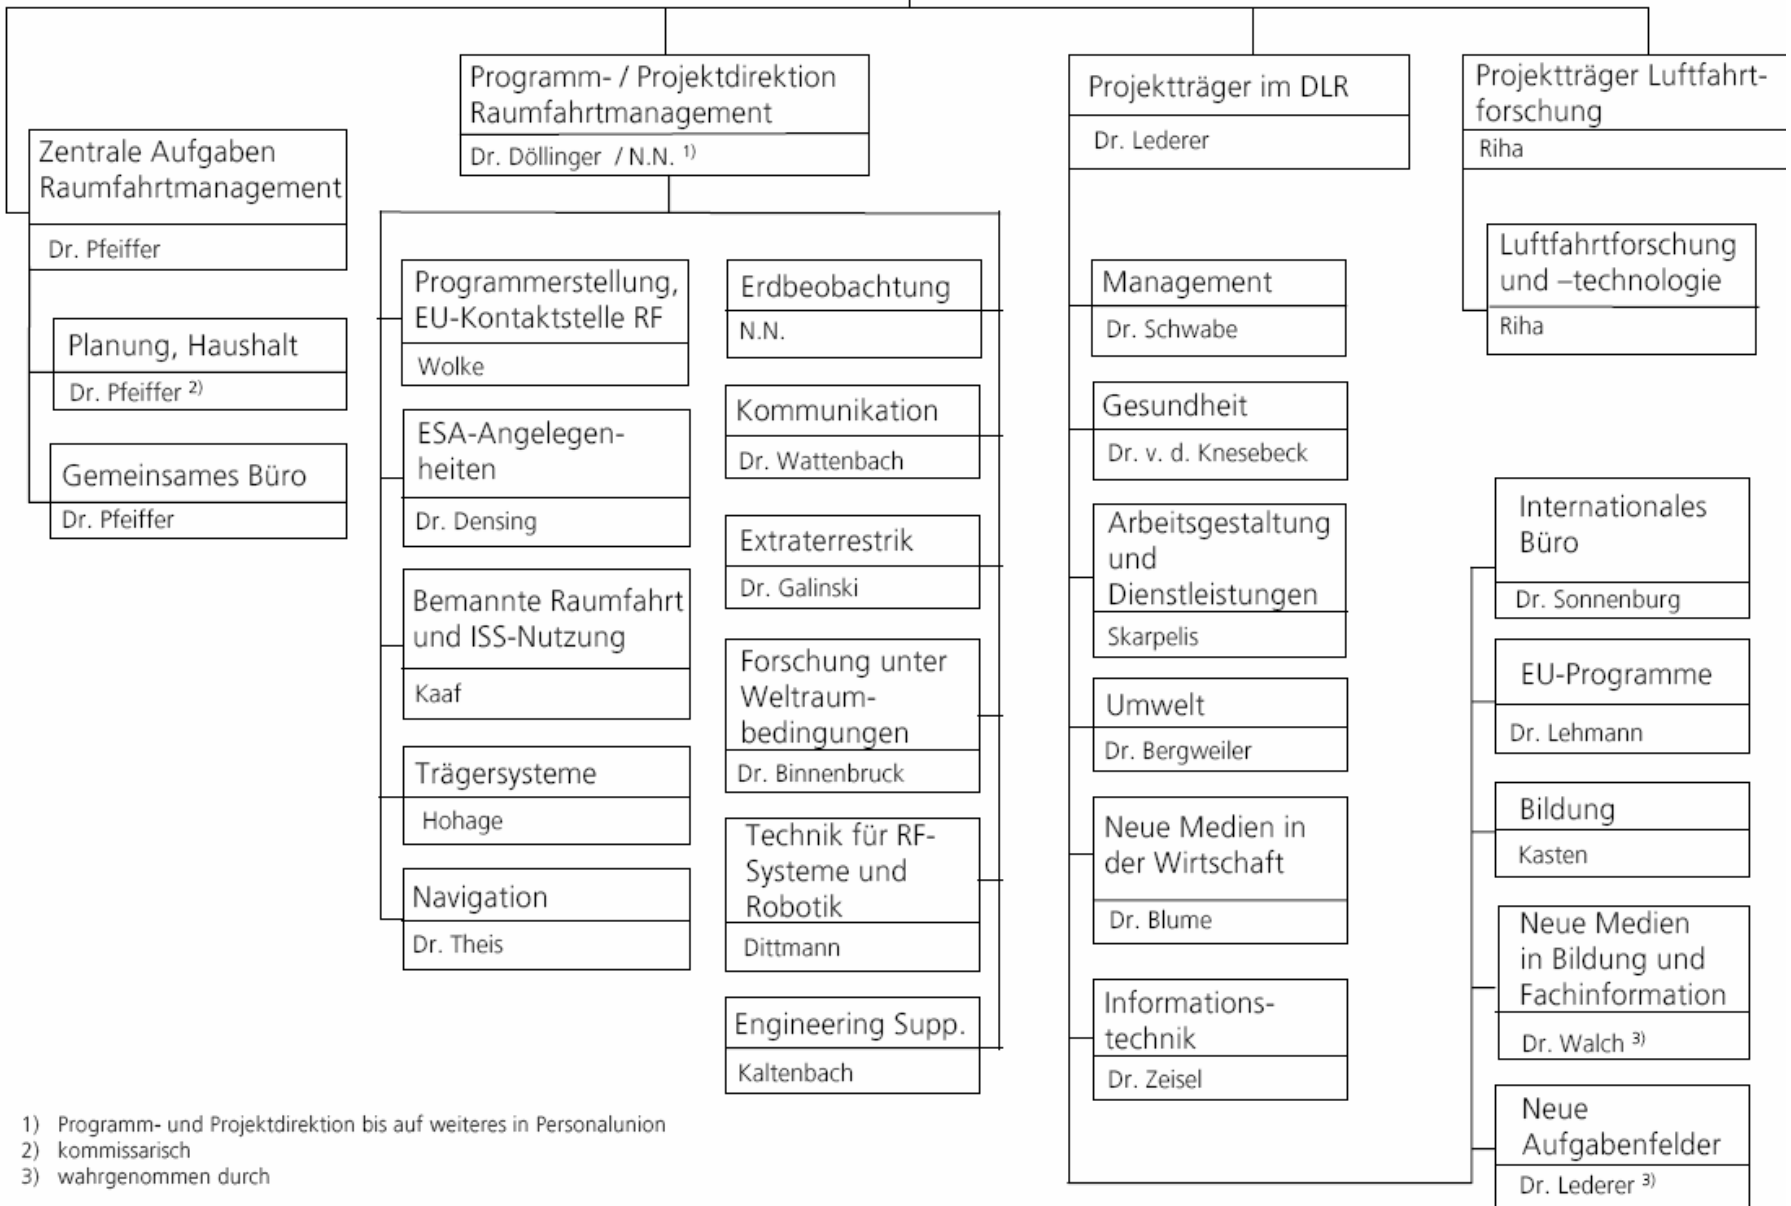 Zentrale Aufgaben
Raumfahrtmanagement
Dr. Pfeiffer
Planung, Haushalt
Dr. Pfeiffer 2)
Gemeinsames Büro
Dr. Pfeiffer
Programm- / Projektdirektion
Raumfahrtmanagement
Dr. Döllinger / N.N. 1)
Programmerstellung,
EU-Kontaktstelle RF
Wolke
ESA-Angelegen-
heiten
Dr. Densing
Bemannte Raumfahrt
und ISS-Nutzung
Kaaf
Trägersysteme
Hohage
Navigation
Dr. Theis
Erdbeobachtung
N.N.
Kommunikation
Dr. Wattenbach
Extraterrestrik
Dr. Galinski
Forschung unter
Weltraum-
bedingungen
Dr. Binnenbruck
Technik für RF-
Systeme und
Robotik
Dittmann
Engineering Supp.
Kaltenbach
Projektträger im DLR
Dr. Lederer
Management
Dr. Schwabe
Gesundheit
Dr. v. d. Knesebeck
Arbeitsgestaltung
und
Dienstleistungen
Skarpelis
Umwelt
Dr. Bergweiler
Neue Medien in
der Wirtschaft
Dr. Blume
Informations-
technik
Dr. Zeisel
Internationales
Büro
Dr. Sonnenburg
EU-Programme
Dr. Lehmann
Bildung
Kasten
Neue Medien
in Bildung und
Fachinformation
Dr. Walch 3)
Neue
Aufgabenfelder
Dr. Lederer 3)
Projektträger Luftfahrt-
forschung
Riha
Luftfahrtforschung
und –technologie
Riha
1) Programm- und Projektdirektion bis auf weiteres in Personalunion
2) kommissarisch
3) wahrgenommen durch